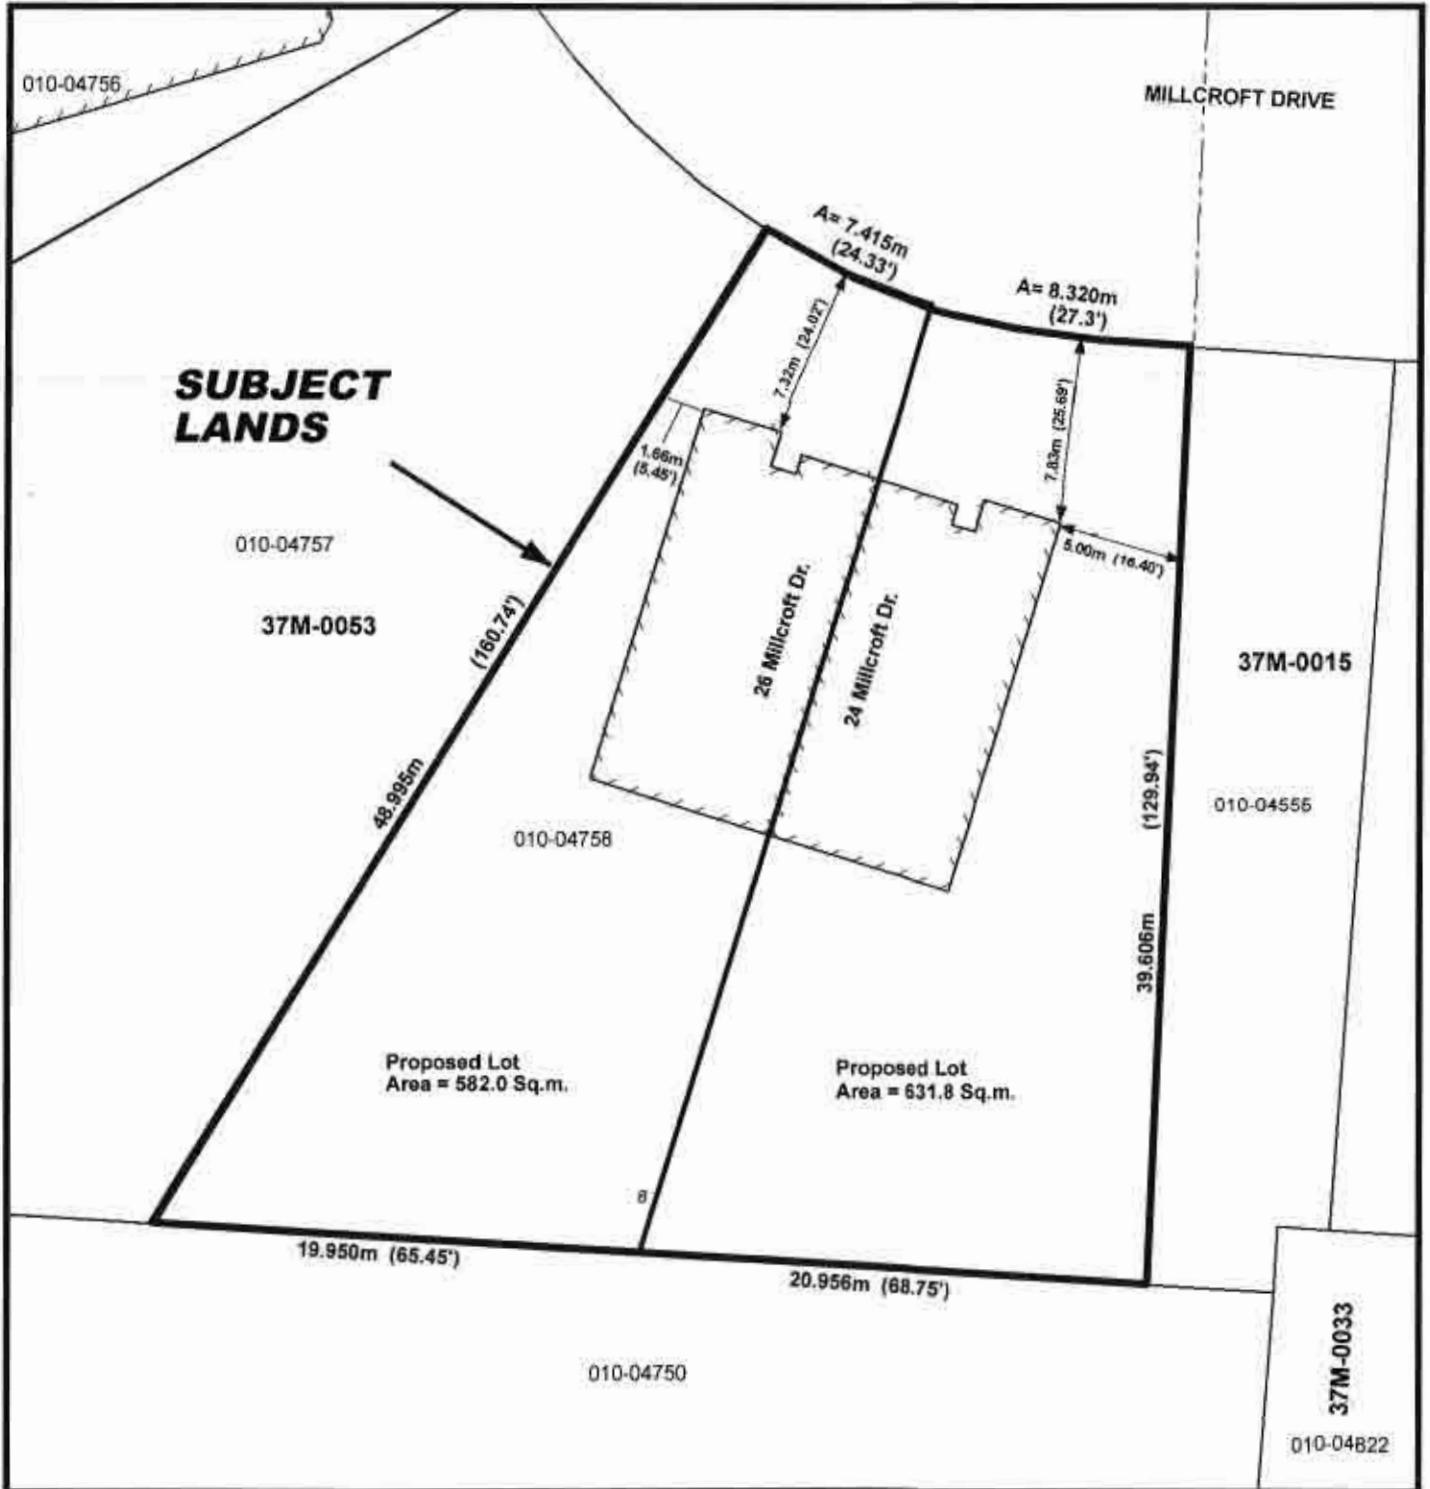 010-04756
MILLCROFT DRIVE
A= 7.415m
(24.33')
A= 8.320m
(27.3')
7.32m (24.02')
7.83m (25.69')
SUBJECT
LANDS
1.66m
(5.45')
5.00m (16.40')
010-04757
37M-0053
(160.74')
48.995m
26 Millcroft Dr.
24 Millcroft Dr.
37M-0015
(129.94')
39.606m
010-04555
010-04758
Proposed Lot
Area = 582.0 Sq.m.
Proposed Lot
Area = 631.8 Sq.m.
8
19.950m (65.45')
20.956m (68.75')
010-04750
37M-0033
010-04822